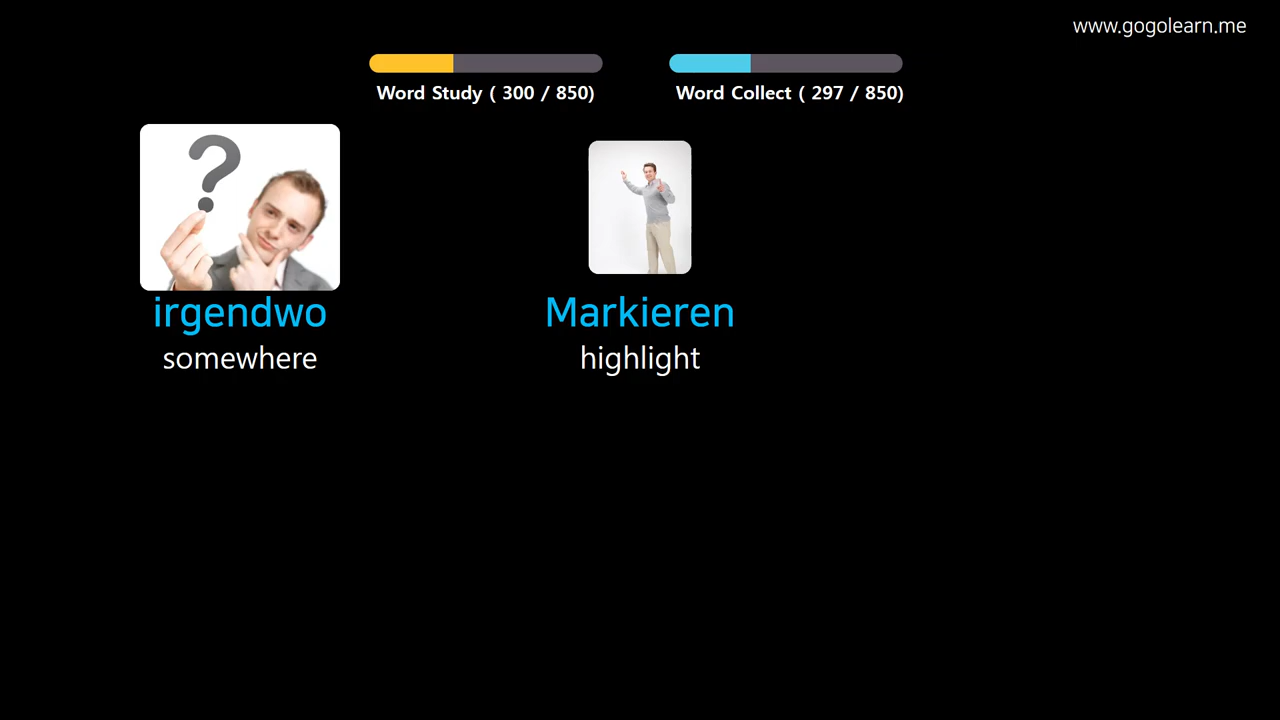 www.gogolearn.me
Word Study ( 300 / 850)
Word Collect ( 297 / 850)
?
irgendwo
somewhere
Markieren
highlight